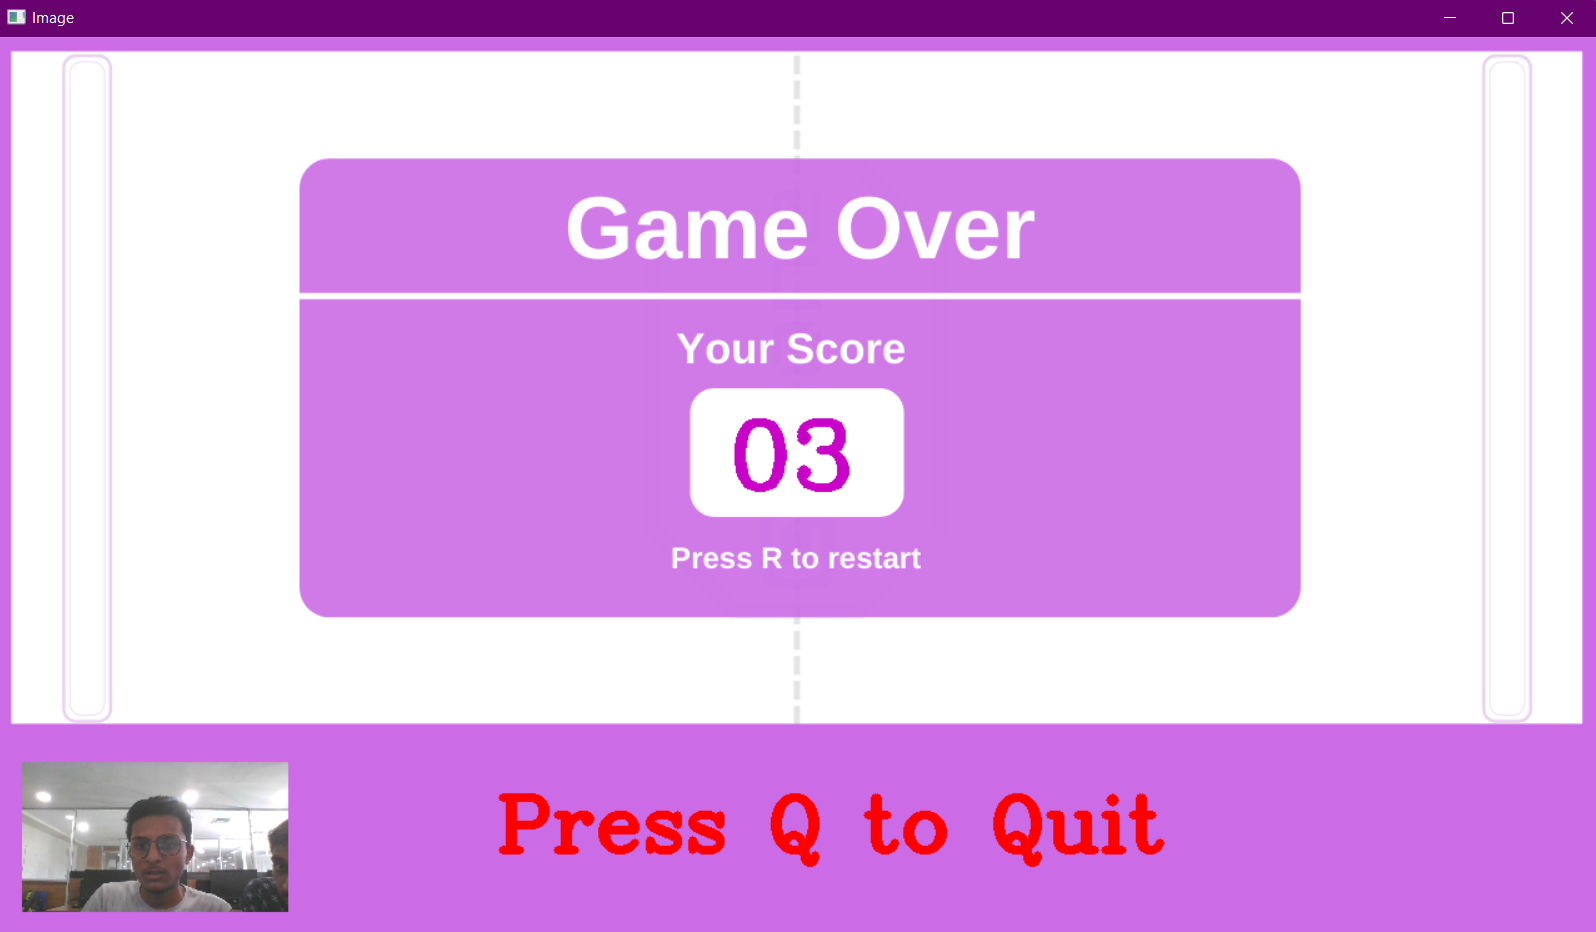 Image
Game Over
Your Score
03
Press R to restart
Press Q to Quit